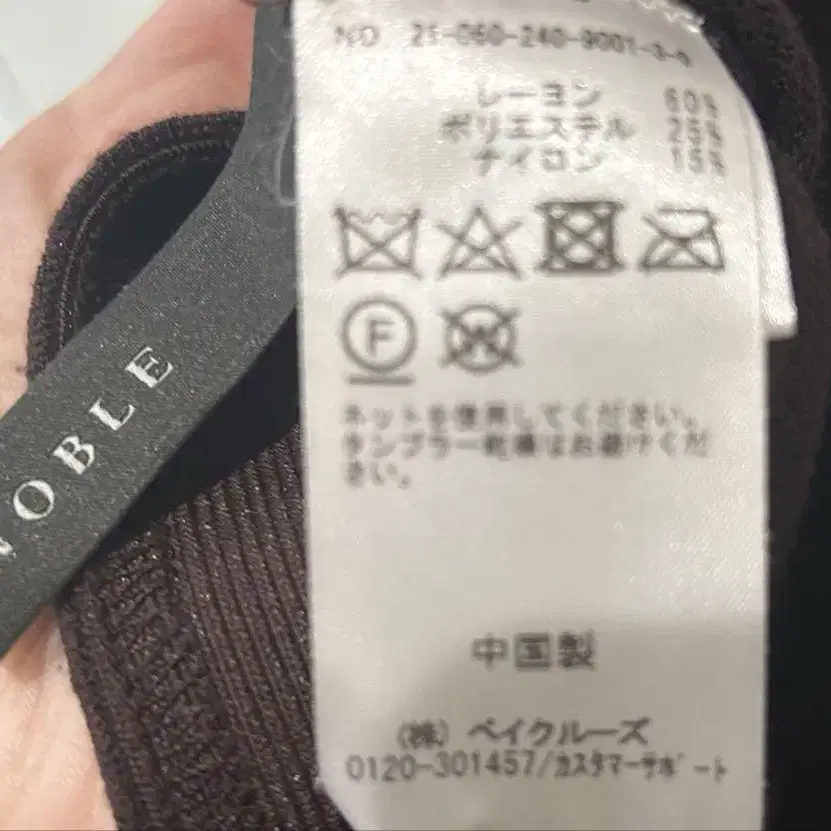 NOBLE
NO 21-060-240-9001-3-0
レーヨン 60%
ポリエステル 25%
ナイロン 15%
F
W
ネットを使用してください。
タンブラー乾燥はお避けくだ
さい。
中国製
(株) ベイクルーズ
0120-301457/カスタマーサポート